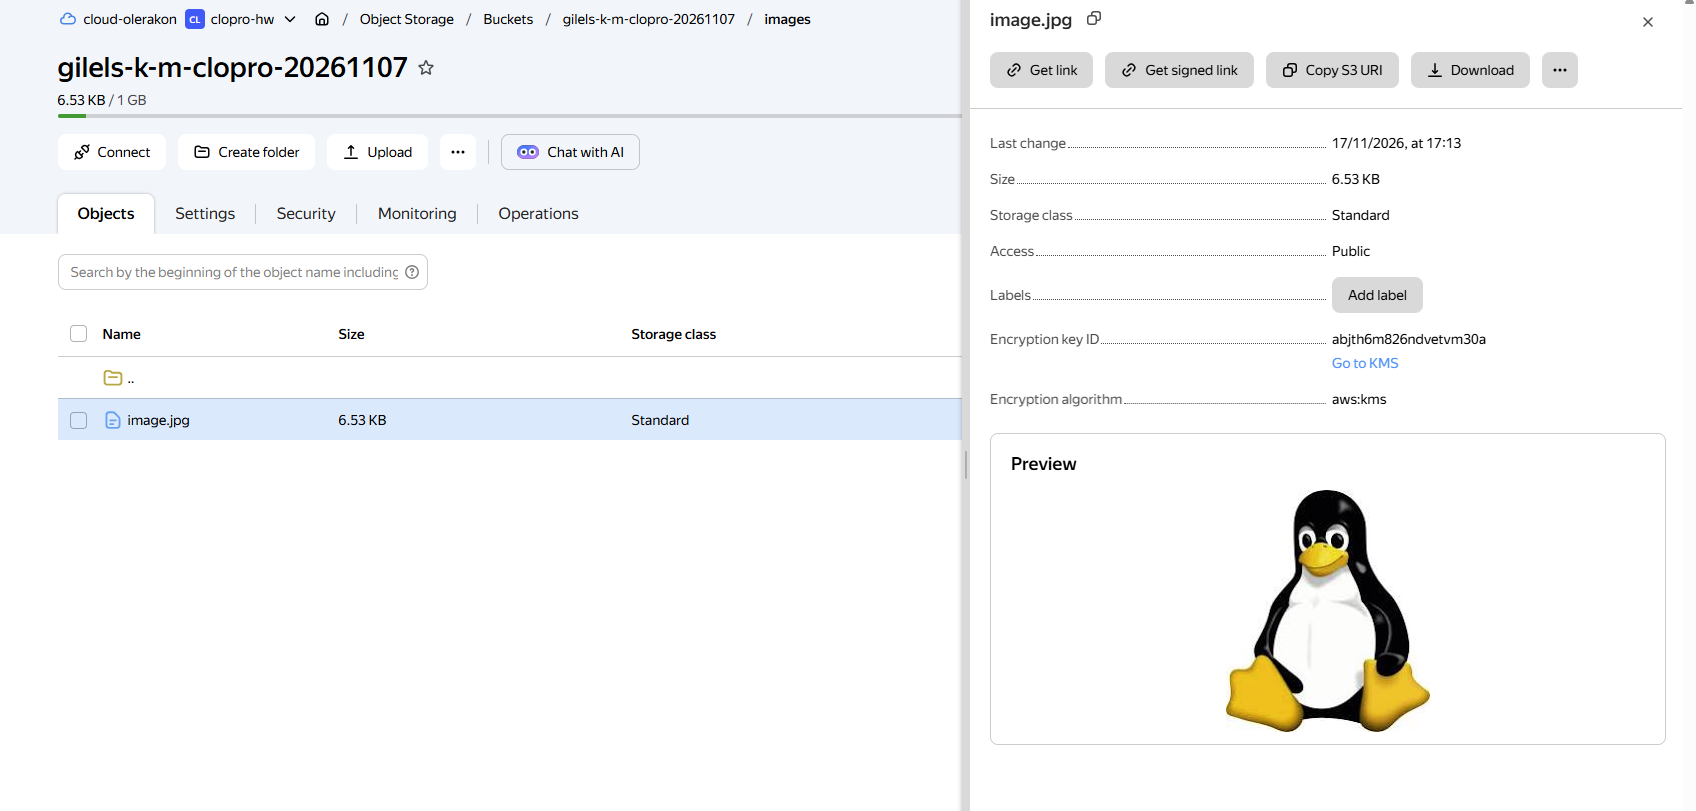 cloud-olerakon CL clopro-hw / Object Storage / Buckets / gilels-k-m-clopro-20261107 / images
gilels-k-m-clopro-20261107
6.53 KB / 1 GB
Connect Create folder Upload Chat with AI
Objects Settings Security Monitoring Operations
Search by the beginning of the object name including
Name Size Storage class
..
image.jpg 6.53 KB Standard
image.jpg
Get link Get signed link Copy S3 URI Download
Last change 17/11/2026, at 17:13
Size 6.53 KB
Storage class Standard
Access Public
Labels Add label
Encryption key ID abjth6m826ndvetvm30a
Go to KMS
Encryption algorithm aws:kms
Preview